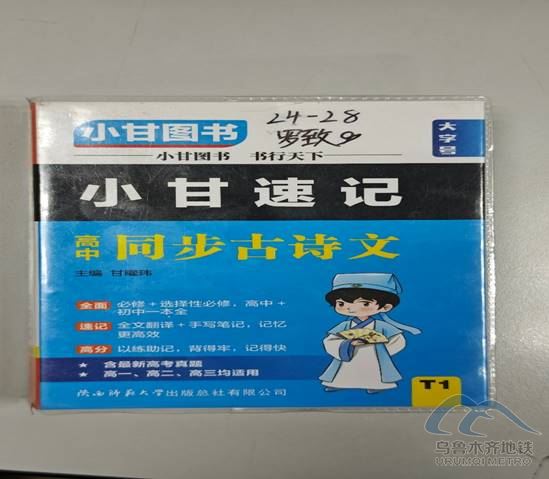 小甘图书
24-28
罗致
大字号
小甘图书 书行天下
小甘速记
高中 同步古诗文
主编 甘曜玮
全面 必修+选择性必修，高中+
初中一本全
速记 全文翻译+手写笔记，记忆
更高效
高分 以练助记，背得牢，记得快
★ 含最新高考真题
★ 高一、高二、高三均适用
陕西师范大学出版总社有限公司
T1
乌鲁木齐地铁
URUMQI METRO